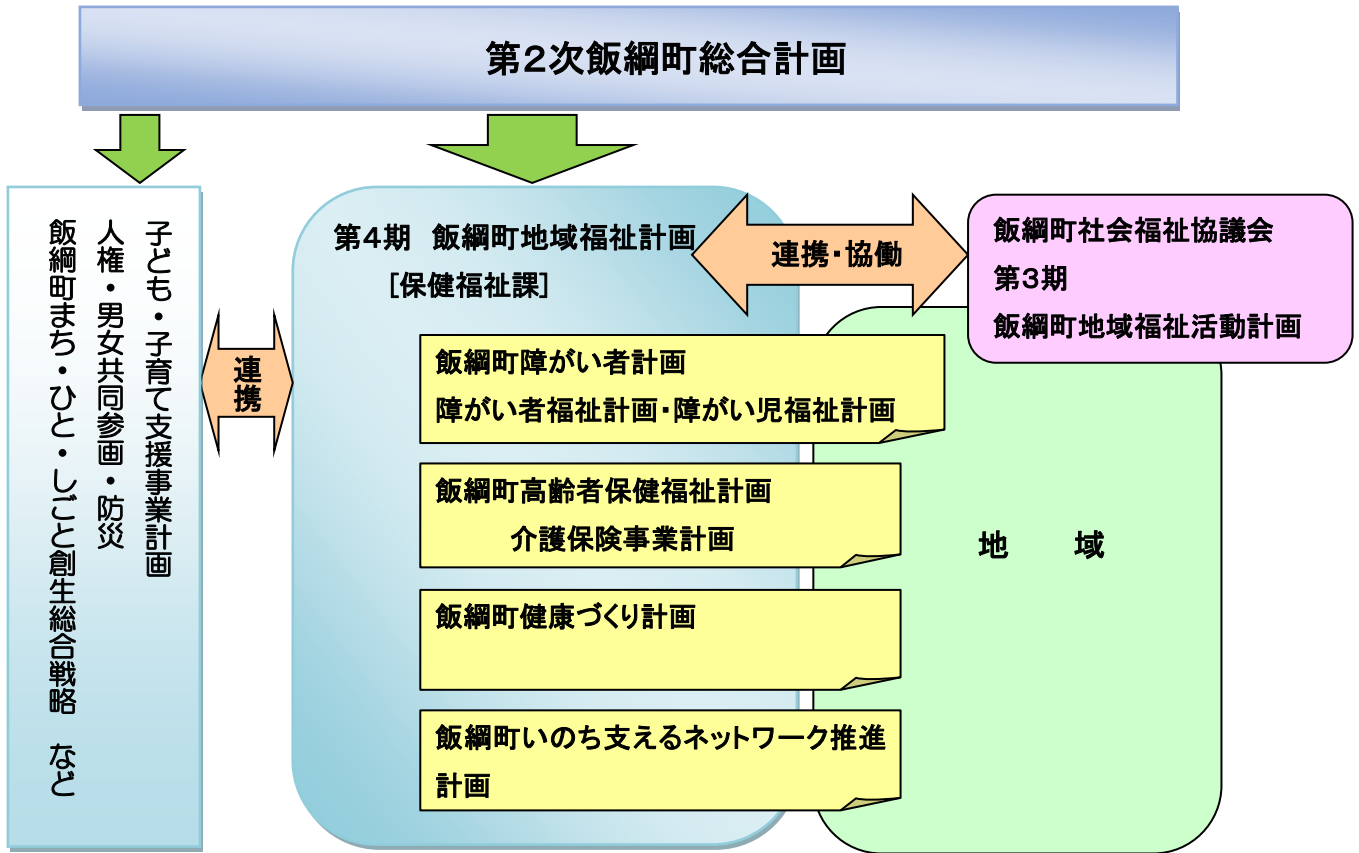 第2次飯綱町総合計画
子ども・子育て支援事業計画
人権・男女共同参画・防災
飯綱町まち・ひと・しごと創生総合戦略　など
連携
第4期　飯綱町地域福祉計画
[保健福祉課]
連携・協働
飯綱町社会福祉協議会
第3期
飯綱町地域福祉活動計画
飯綱町障がい者計画
障がい者福祉計画・障がい児福祉計画
飯綱町高齢者保健福祉計画
介護保険事業計画
飯綱町健康づくり計画
飯綱町いのち支えるネットワーク推進
計画
地　　域